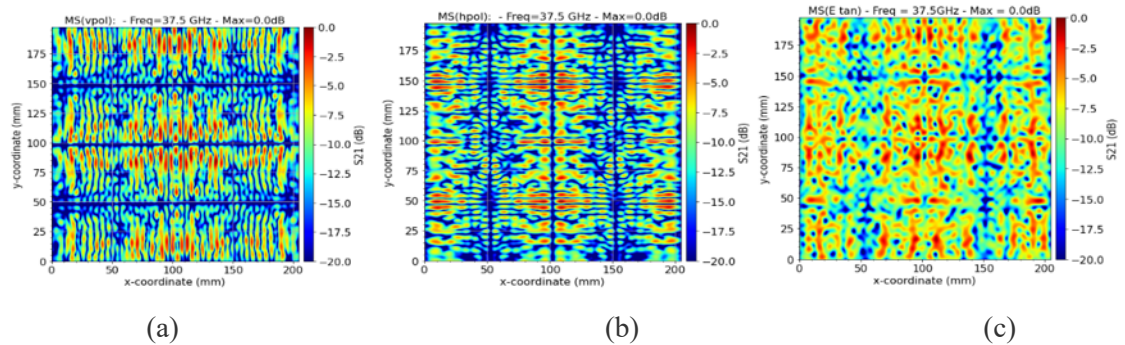 MS(vpol): - Freq=37.5 GHz - Max=0.0dB
175
150
125
100
75
50
25
0
y-coordinate (mm)
0 50 100 150 200
x-coordinate (mm)
0.0
−2.5
−5.0
−7.5
−10.0
−12.5
−15.0
−17.5
−20.0
S21 (dB)
(a)
MS(hpol): - Freq=37.5 GHz - Max=0.0dB
175
150
125
100
75
50
25
0
y-coordinate (mm)
0 50 100 150 200
x-coordinate (mm)
0.0
−2.5
−5.0
−7.5
−10.0
−12.5
−15.0
−17.5
−20.0
S21 (dB)
(b)
MS(E tan) - Freq = 37.5GHz - Max = 0.0dB
175
150
125
100
75
50
25
0
y-coordinate (mm)
0 50 100 150 200
x-coordinate (mm)
0.0
−2.5
−5.0
−7.5
−10.0
−12.5
−15.0
−17.5
−20.0
S21 (dB)
(c)